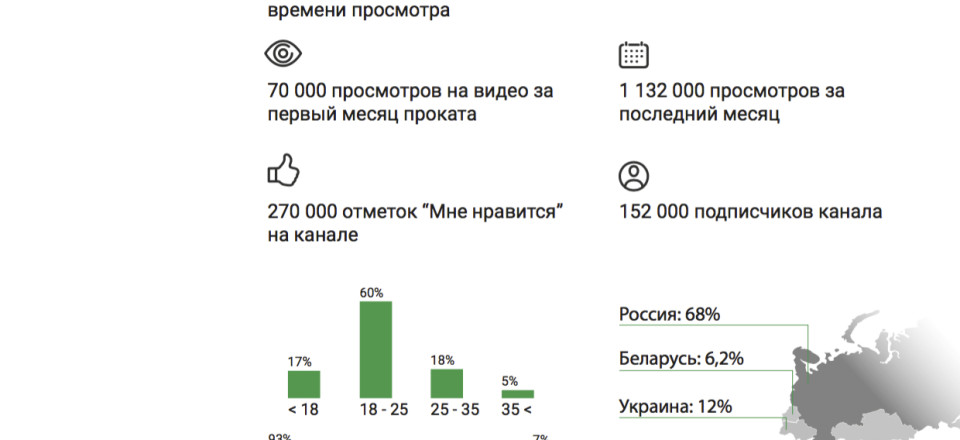 времени просмотра
70 000 просмотров на видео за
первый месяц проката
1 132 000 просмотров за
последний месяц
270 000 отметок “Мне нравится”
на канале
152 000 подписчиков канала
60%
17%
18%
5%
< 18
18 - 25
25 - 35
35 <
Россия: 68%
Беларусь: 6,2%
Украина: 12%
93%
7%